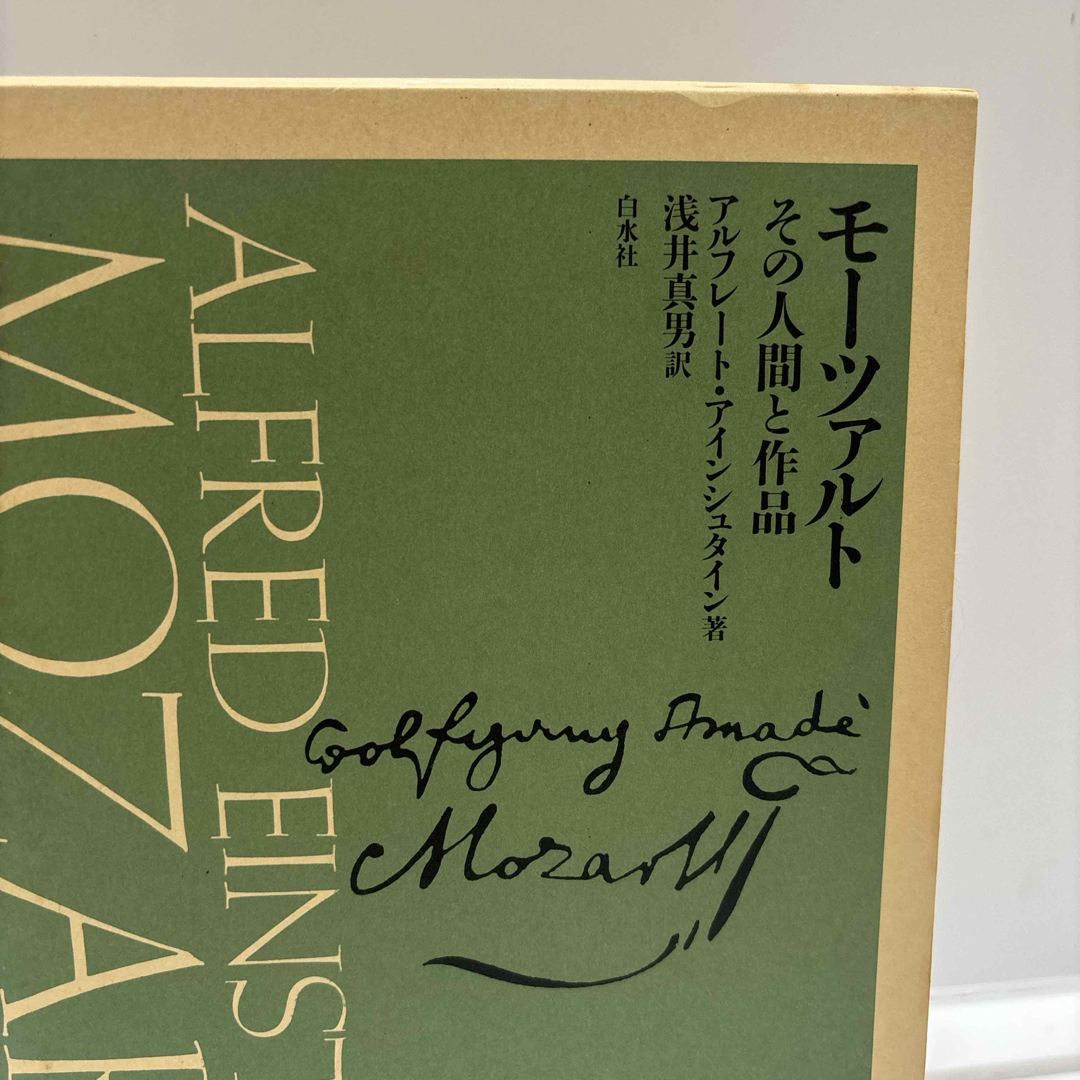 モーツァルト
その人間と作品
アルフレート・アインシュタイン著
浅井真男訳
白水社
Wolfgang Amadè
Mozart
ALFRED EINST
MOZAR